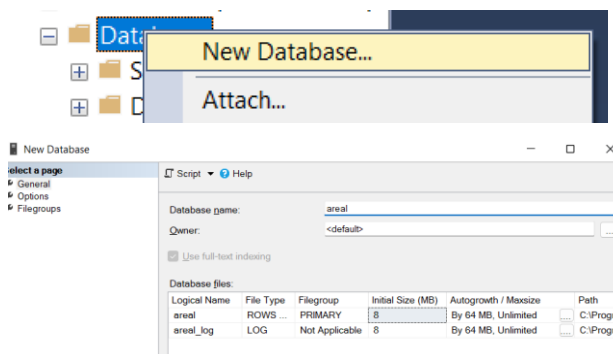 New Database...
Attach...
New Database
Select a page
General
Options
Filegroups
Script Help
Database name: areal
Owner: <default>
...
Use full-text indexing
Database files:
Logical Name File Type Filegroup Initial Size (MB) Autogrowth / Maxsize Path
areal ROWS ... PRIMARY 8 By 64 MB, Unlimited ... C:\Progr
areal_log LOG Not Applicable 8 By 64 MB, Unlimited ... C:\Progr